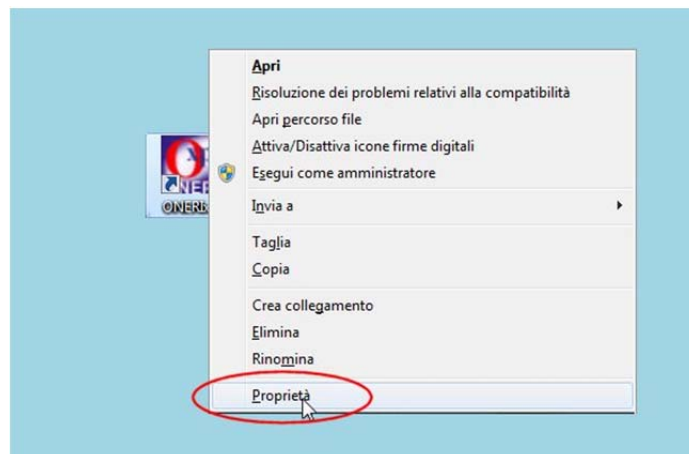 Apri
Risoluzione dei problemi relativi alla compatibilità
Apri percorso file
Attiva/Disattiva icone firme digitali
Esegui come amministratore
Invia a
Taglia
Copia
Crea collegamento
Elimina
Rinomina
Proprietà